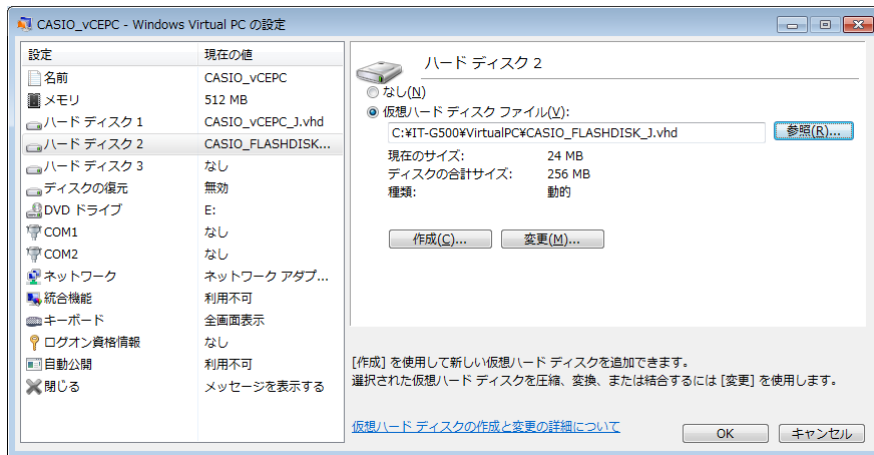 CASIO_vCEPC - Windows Virtual PC の設定
設定 現在の値
名前 CASIO_vCEPC
メモリ 512 MB
ハード ディスク 1 CASIO_vCEPC_J.vhd
ハード ディスク 2 CASIO_FLASHDISK...
ハード ディスク 3 なし
ディスクの復元 無効
DVD ドライブ E:
COM1 なし
COM2 なし
ネットワーク ネットワーク アダプ...
統合機能 利用不可
キーボード 全画面表示
ログオン資格情報 なし
自動公開 利用不可
閉じる メッセージを表示する
ハード ディスク 2
なし(N)
仮想ハード ディスク ファイル(V):
C:¥IT-G500¥VirtualPC¥CASIO_FLASHDISK_J.vhd 参照(R)...
現在のサイズ: 24 MB
ディスクの合計サイズ: 256 MB
種類: 動的
作成(C)... 変更(M)...
[作成] を使用して新しい仮想ハード ディスクを追加できます。
選択された仮想ハード ディスクを圧縮、変換、または結合するには [変更] を使用します。
仮想ハード ディスクの作成と変更の詳細について
OK キャンセル